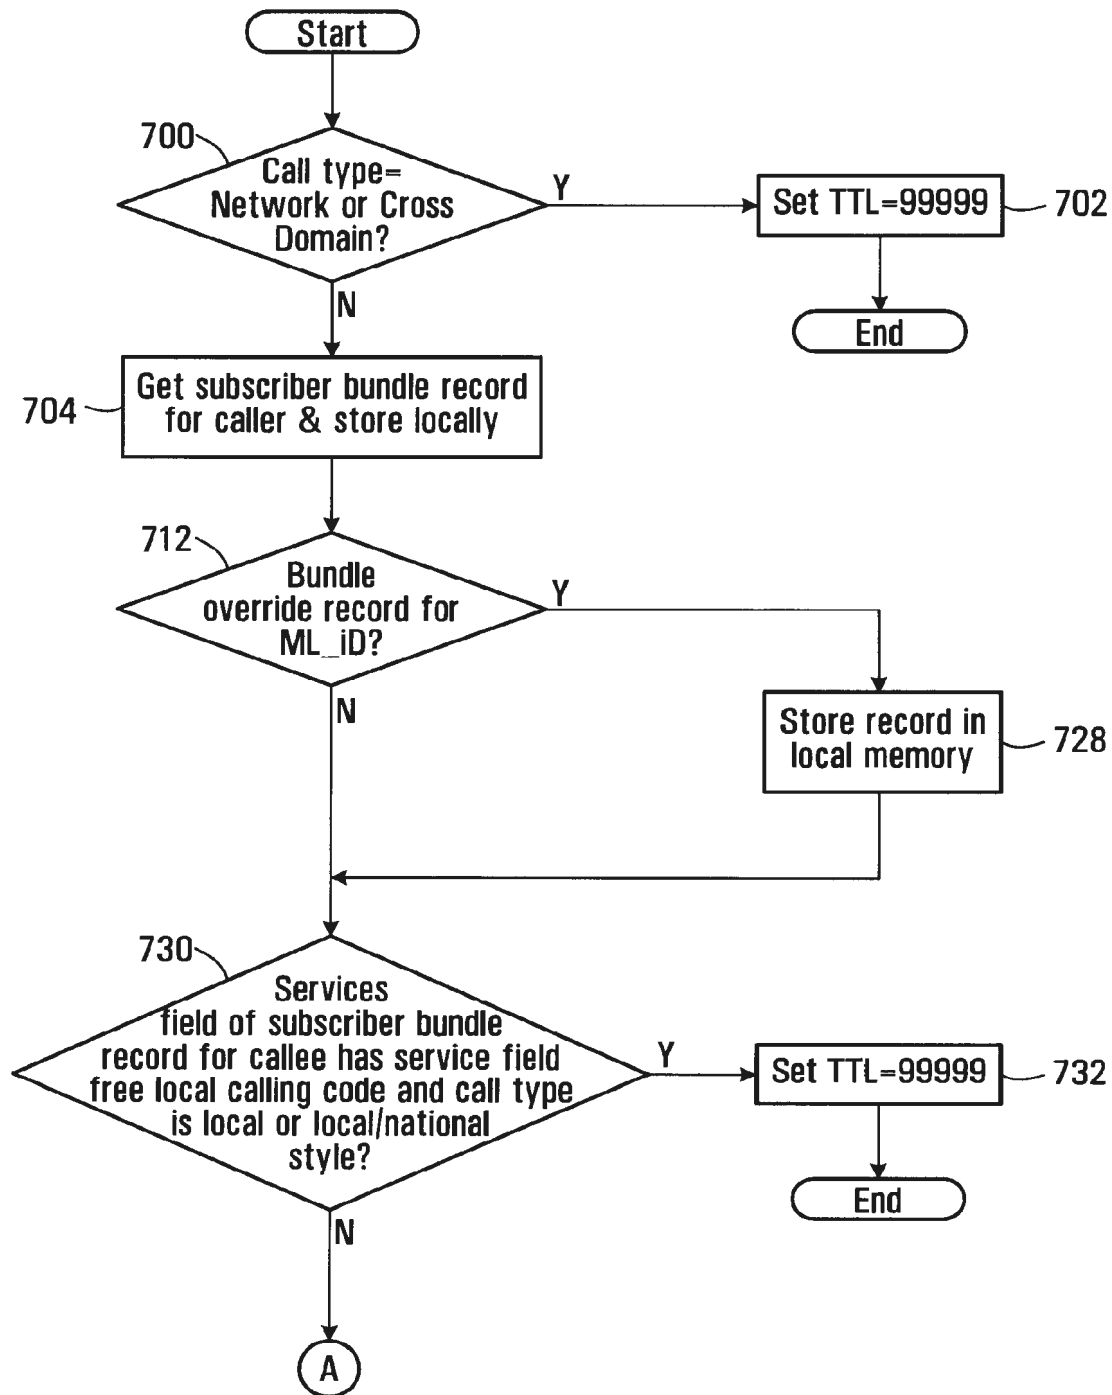 Start
700
Call type=
Network or Cross
Domain?
Y
Set TTL=99999
702
N
End
Get subscriber bundle record
for caller & store locally
704
712
Bundle
override record for
ML_iD?
Y
N
Store record in
local memory
728
730
Services
field of subscriber bundle
record for callee has service field
free local calling code and call type
is local or local/national
style?
Y
Set TTL=99999
732
End
N
A